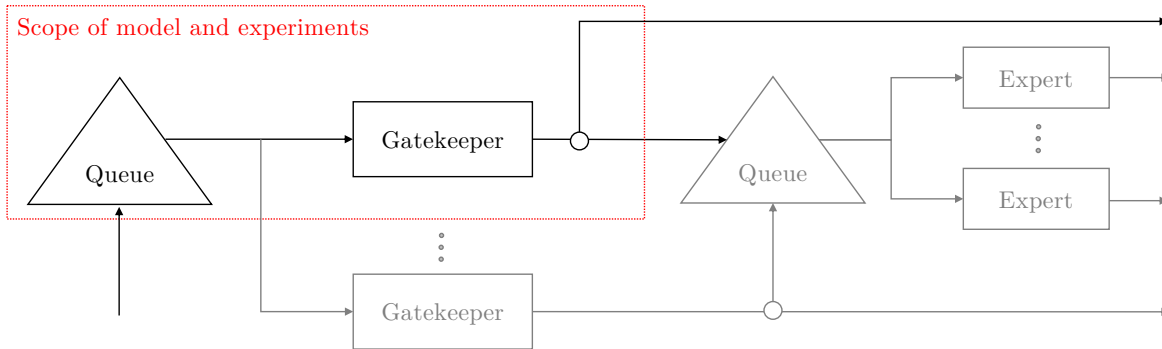 Scope of model and experiments
Expert
Gatekeeper
Queue
Queue
Expert
Gatekeeper